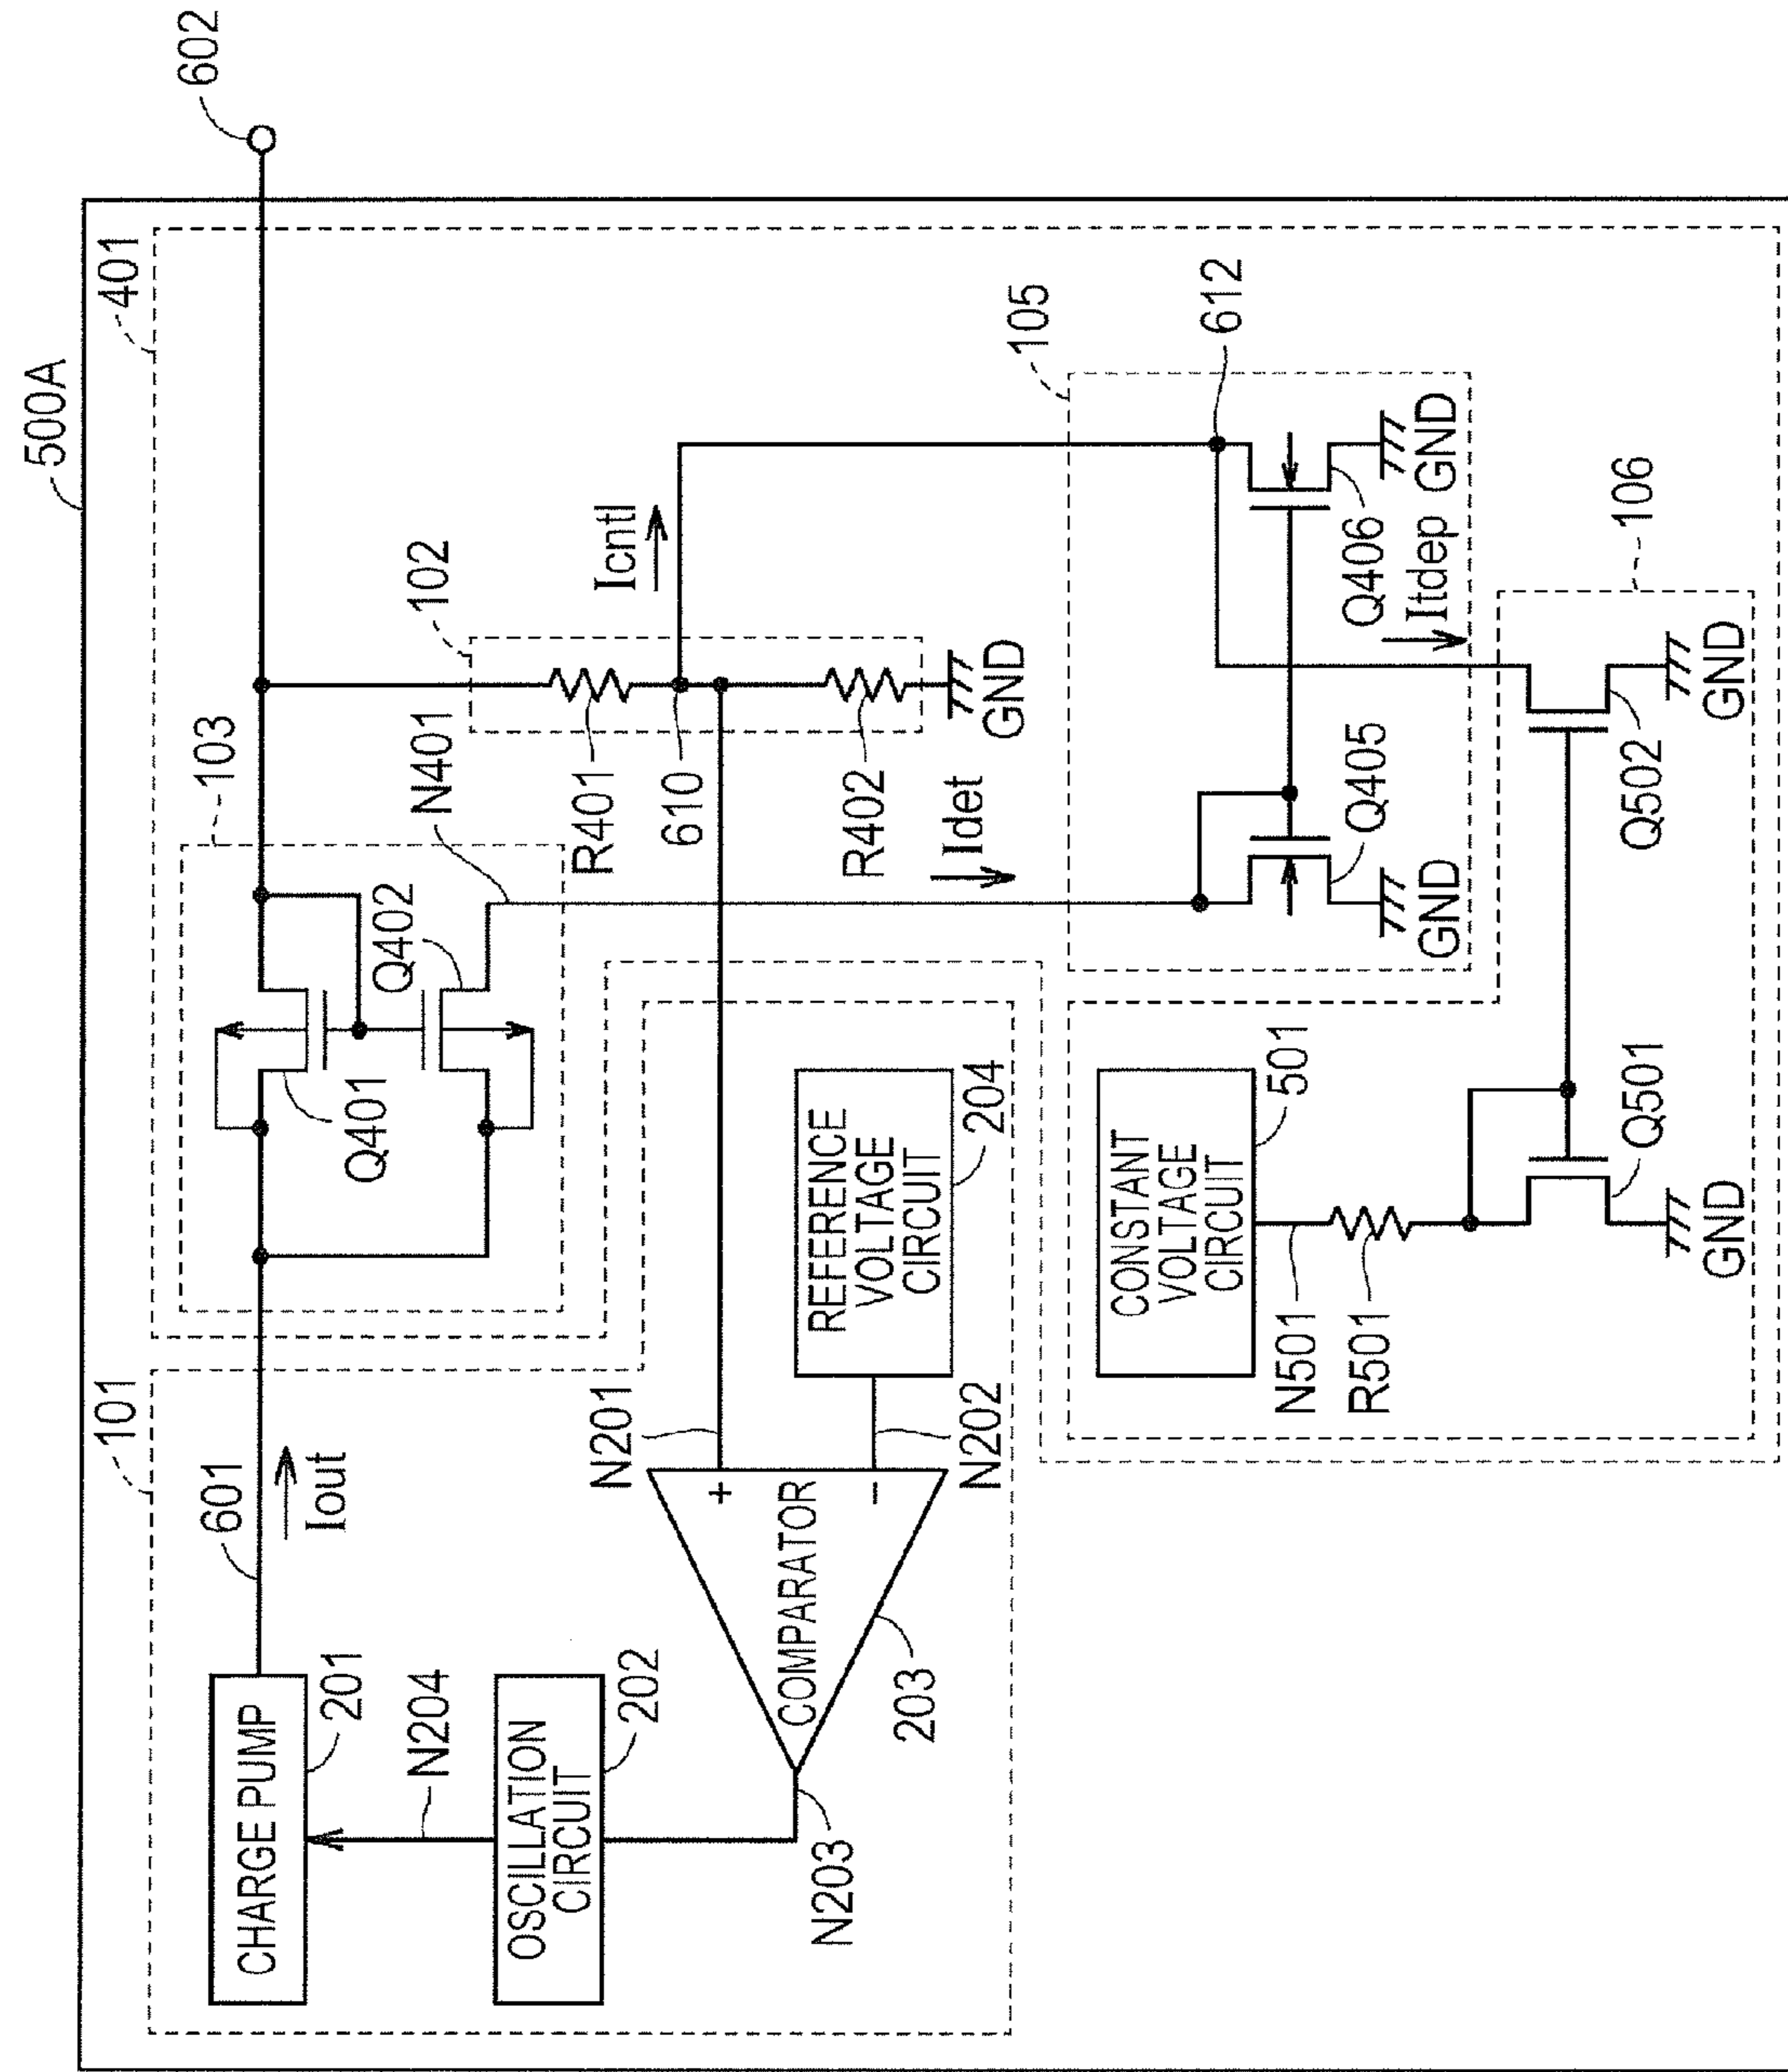 500A
401
602
101
601
Iout
103
Q401
Q402
N401
102
R401
610
R402
GND
Icntl
Idet
CHARGE PUMP
201
N204
OSCILLATION
CIRCUIT
202
N203
COMPARATOR
+
−
203
N201
N202
REFERENCE
VOLTAGE
CIRCUIT
204
105
612
Q405
GND
Q406
GND
Itdep
106
CONSTANT
VOLTAGE
CIRCUIT
501
N501
R501
Q501
GND
Q502
GND